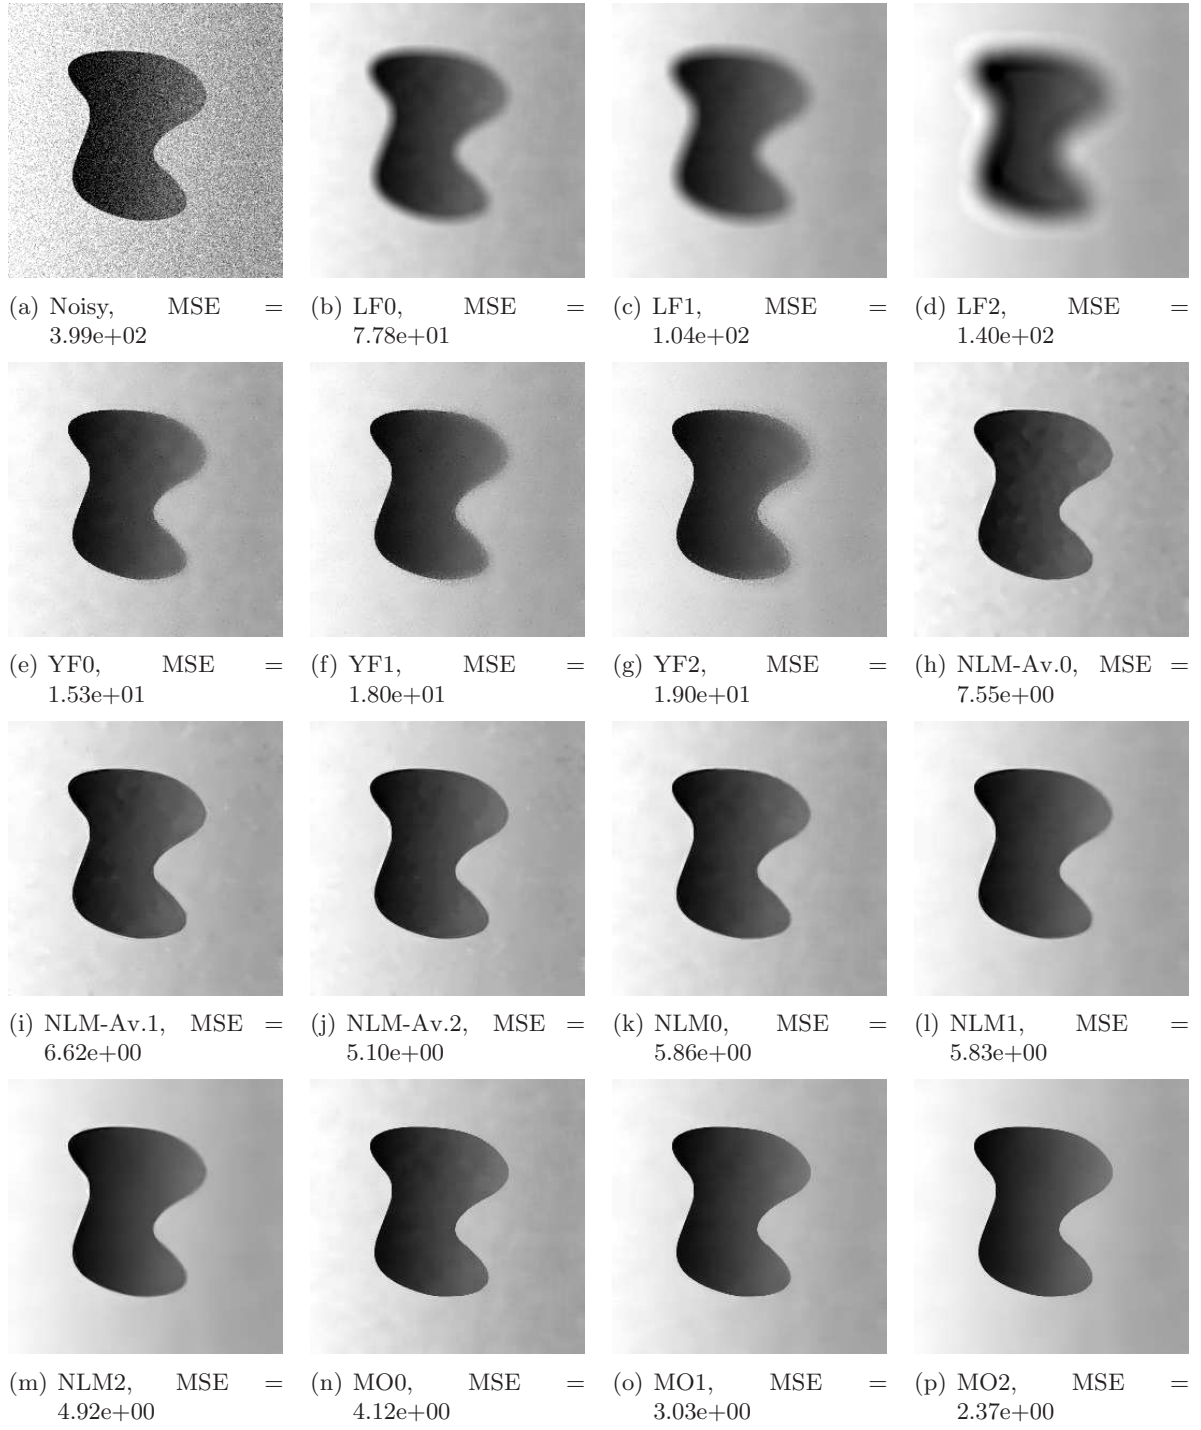 (a) Noisy, MSE =
3.99e+02
(b) LF0, MSE =
7.78e+01
(c) LF1, MSE =
1.04e+02
(d) LF2, MSE =
1.40e+02
(e) YF0, MSE =
1.53e+01
(f) YF1, MSE =
1.80e+01
(g) YF2, MSE =
1.90e+01
(h) NLM-Av.0, MSE =
7.55e+00
(i) NLM-Av.1, MSE =
6.62e+00
(j) NLM-Av.2, MSE =
5.10e+00
(k) NLM0, MSE =
5.86e+00
(l) NLM1, MSE =
5.83e+00
(m) NLM2, MSE =
4.92e+00
(n) MO0, MSE =
4.12e+00
(o) MO1, MSE =
3.03e+00
(p) MO2, MSE =
2.37e+00